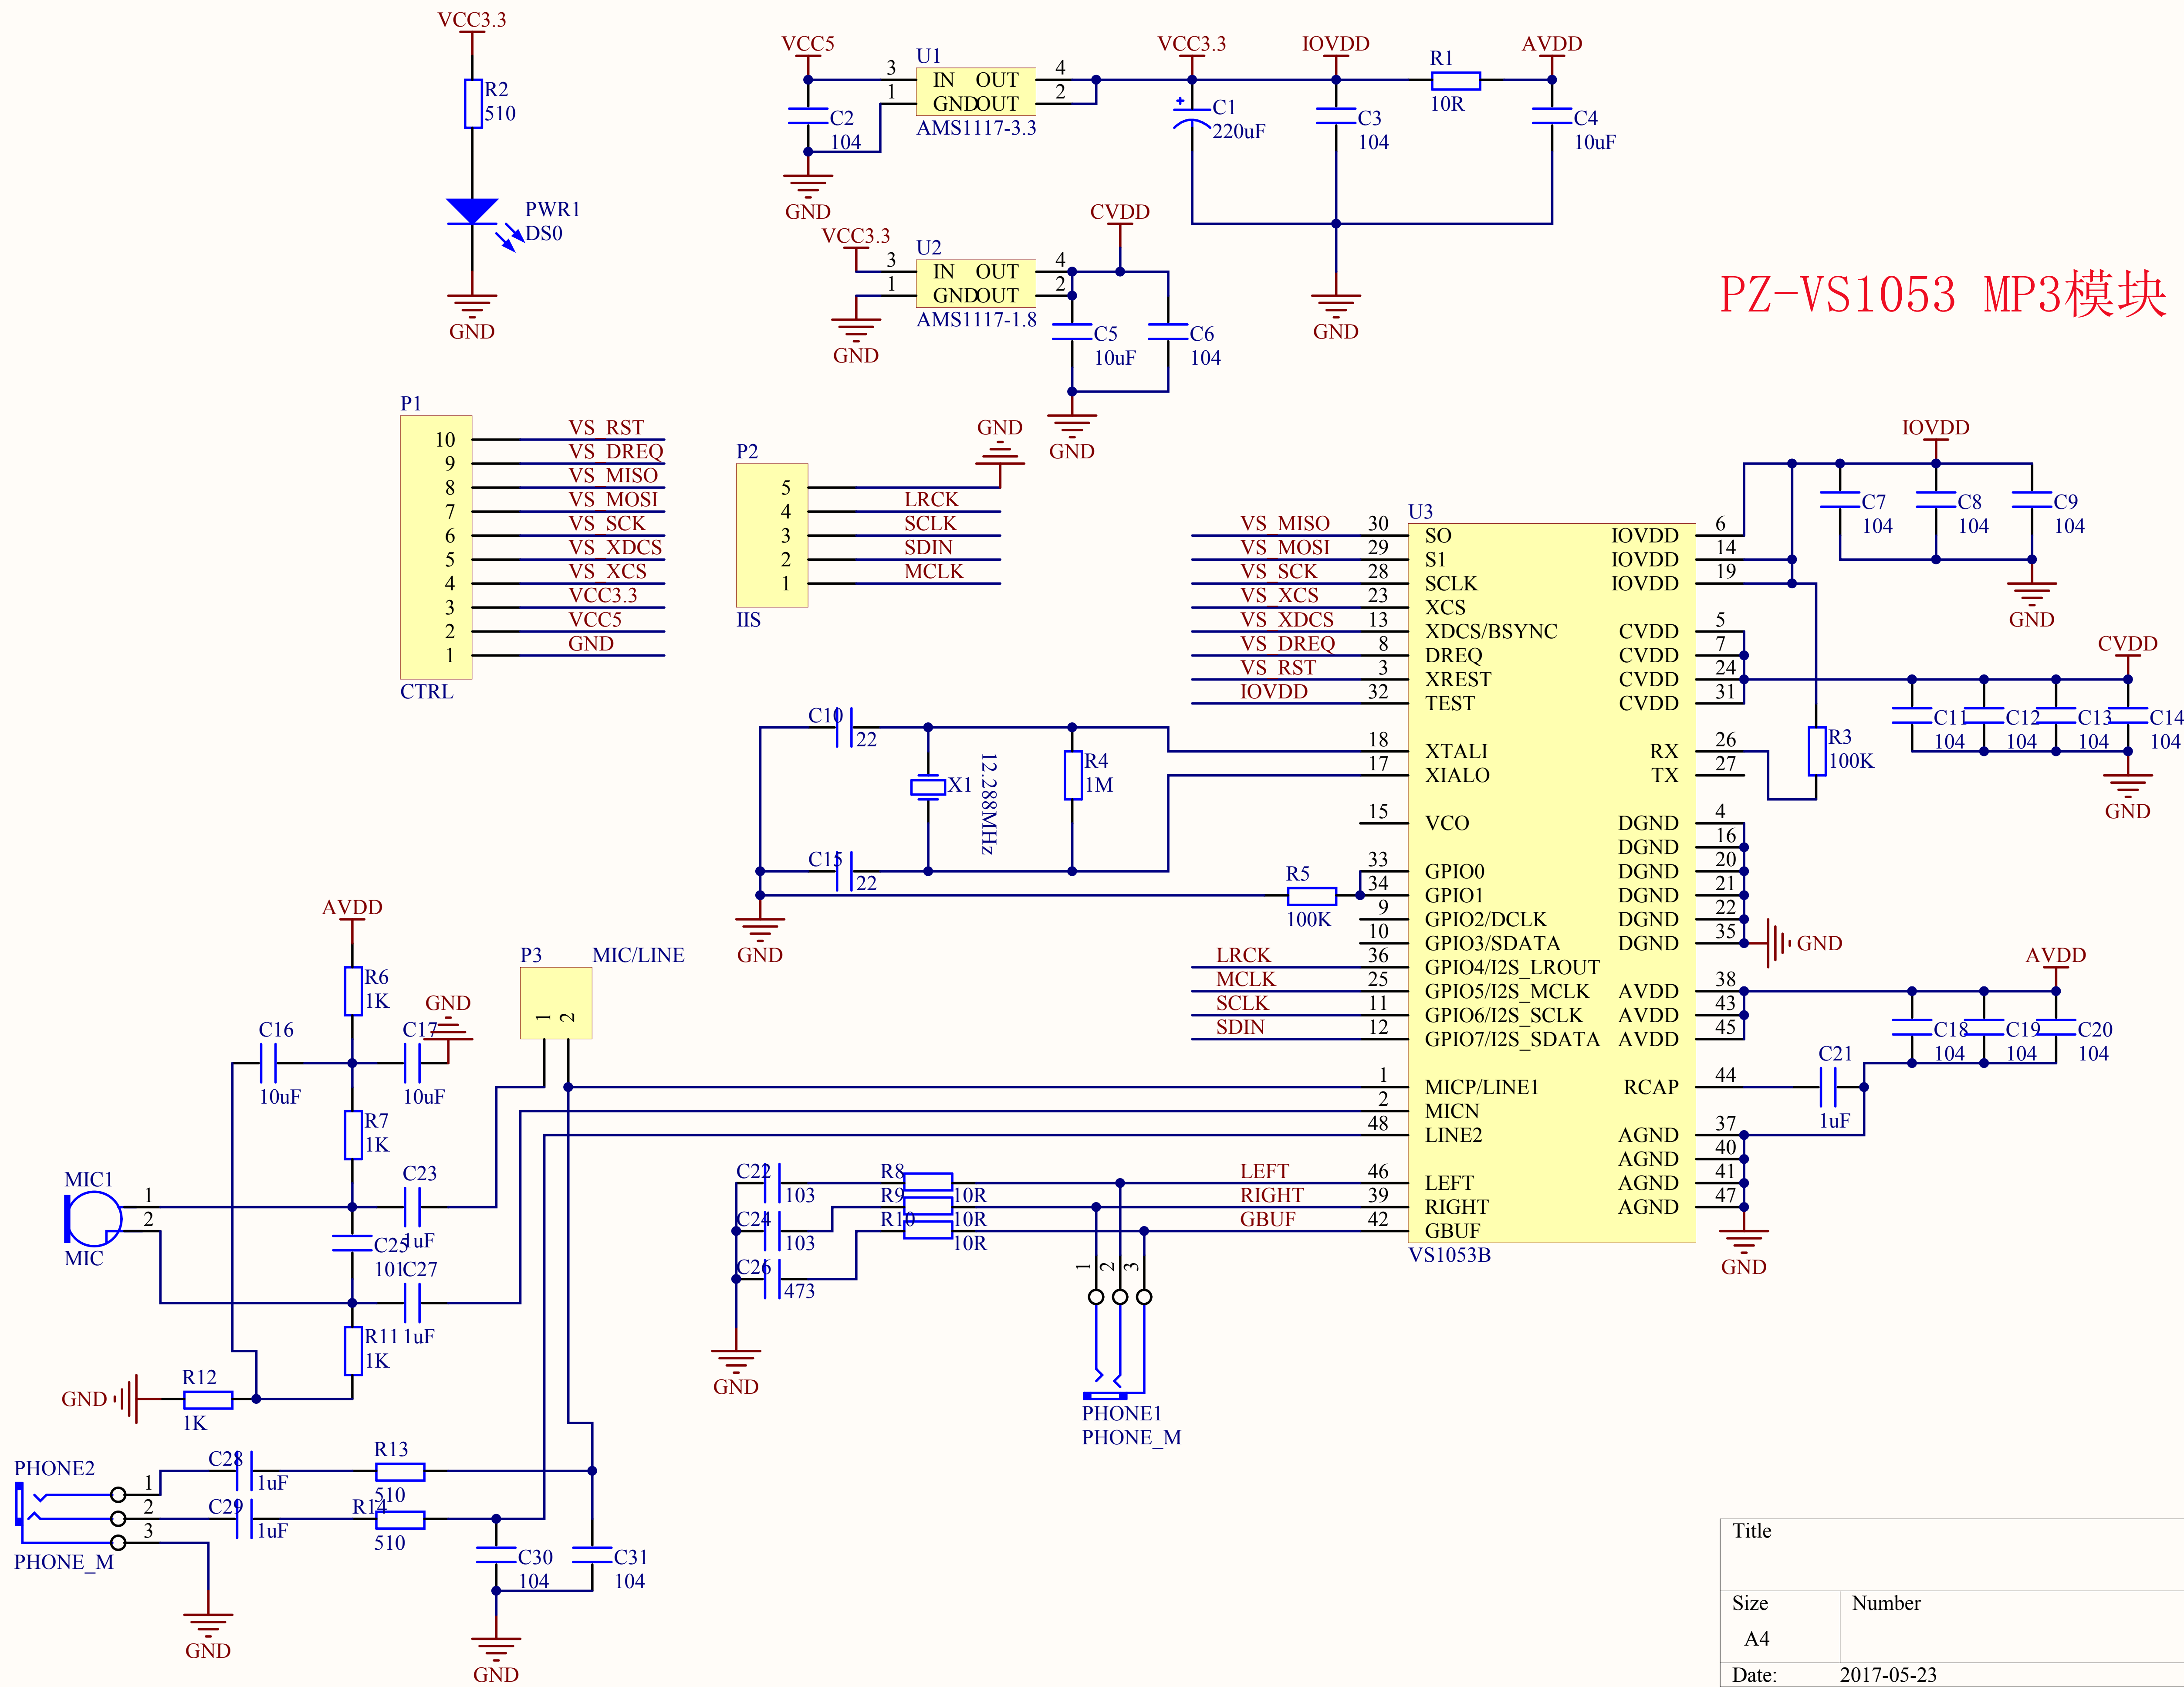 VCC3.3
R2
510
PWR1
DS0
GND
VCC5
U1
3
IN OUT
4
1
GND OUT
2
AMS1117-3.3
C2
104
GND
VCC3.3
IOVDD
R1
10R
AVDD
C1
220uF
C3
104
C4
10uF
GND
VCC3.3
U2
3
IN OUT
4
1
GND OUT
2
AMS1117-1.8
GND
CVDD
C5
10uF
C6
104
GND
PZ-VS1053 MP3模块
P1
10 VS_RST
9 VS_DREQ
8 VS_MISO
7 VS_MOSI
6 VS_SCK
5 VS_XDCS
4 VS_XCS
3 VCC3.3
2 VCC5
1 GND
CTRL
P2
GND
5
4 LRCK
3 SCLK
2 SDIN
1 MCLK
IIS
U3
VS_MISO 30 SO
VS_MOSI 29 S1
VS_SCK 28 SCLK
VS_XCS 23 XCS
VS_XDCS 13 XDCS/BSYNC
VS_DREQ 8 DREQ
VS_RST 3 XREST
IOVDD 32 TEST
18 XTALI
17 XIALO
15 VCO
33 GPIO0
34 GPIO1
9 GPIO2/DCLK
10 GPIO3/SDATA
LRCK 36 GPIO4/I2S_LROUT
MCLK 25 GPIO5/I2S_MCLK
SCLK 11 GPIO6/I2S_SCLK
SDIN 12 GPIO7/I2S_SDATA
1 MICP/LINE1
2 MICN
48 LINE2
LEFT 46 LEFT
RIGHT 39 RIGHT
GBUF 42 GBUF
VS1053B
IOVDD 6
IOVDD 14
IOVDD 19
CVDD 5
CVDD 7
CVDD 24
CVDD 31
RX 26
TX 27
DGND 4
DGND 16
DGND 20
DGND 21
DGND 22
DGND 35
GND
AVDD 38
AVDD 43
AVDD 45
RCAP 44
AGND 37
AGND 40
AGND 41
AGND 47
GND
IOVDD
C7
104
C8
104
C9
104
GND
CVDD
C11
104
C12
104
C13
104
C14
104
GND
R3
100K
AVDD
C18
104
C19
104
C20
104
C21
1uF
C10
22
X1
12.288MHz
R4
1M
C15
22
R5
100K
GND
AVDD
R6
1K
C16
10uF
C17
10uF
GND
R7
1K
P3
MIC/LINE
1
2
MIC1
1
2
MIC
C23
1uF
C25
101
C27
1uF
R11
1K
R12
1K
GND
C22
103
R8
10R
C24
103
R9
10R
C26
473
R10
10R
GND
1
2
3
PHONE1
PHONE_M
PHONE2
1
2
3
PHONE_M
C28
1uF
R13
510
C29
1uF
R14
510
GND
C30
104
C31
104
GND
Title
Size
Number
A4
Date:
2017-05-23